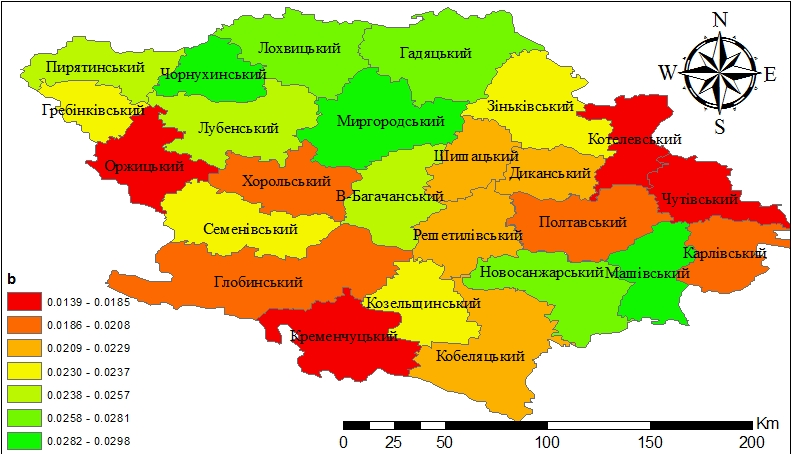 N
W
E
S
Лохвицький
Гадяцький
Пирятинський
Чорнухинський
Гребінківський
Зіньківський
Миргородський
Лубенський
Котелевський
Шишацький
Оржицький
Диканський
Хорольський
В-Багачанський
Чутівський
Семенівський
Полтавський
Решетилівський
Карлівський
Новосанжарський
Машівський
Глобинський
Козельщинський
Кременчуцький
Кобеляцький
b
0.0139 - 0.0185
0.0186 - 0.0208
0.0209 - 0.0229
0.0230 - 0.0237
0.0238 - 0.0257
0.0258 - 0.0281
0.0282 - 0.0298
Km
0 25 50 100 150 200